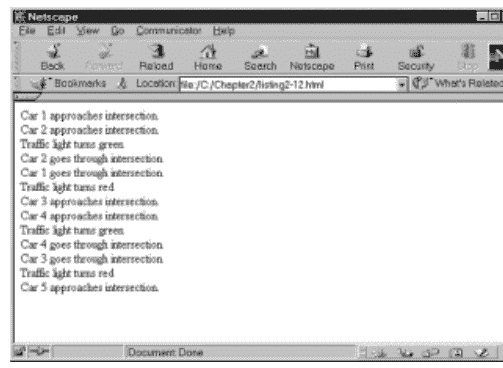 Netscape
File Edit View Go Communicator Help
Back Forward Reload Home Search Netscape Print Security Stop
Bookmarks Location: file:/C:/Chapter2/listing2-12.html What's Related
Car 1 approaches intersection.
Car 2 approaches intersection.
Traffic light turns green.
Car 2 goes through intersection.
Car 1 goes through intersection.
Traffic light turns red
Car 3 approaches intersection.
Car 4 approaches intersection.
Traffic light turns green.
Car 4 goes through intersection.
Car 3 goes through intersection.
Traffic light turns red
Car 5 approaches intersection.
Document: Done